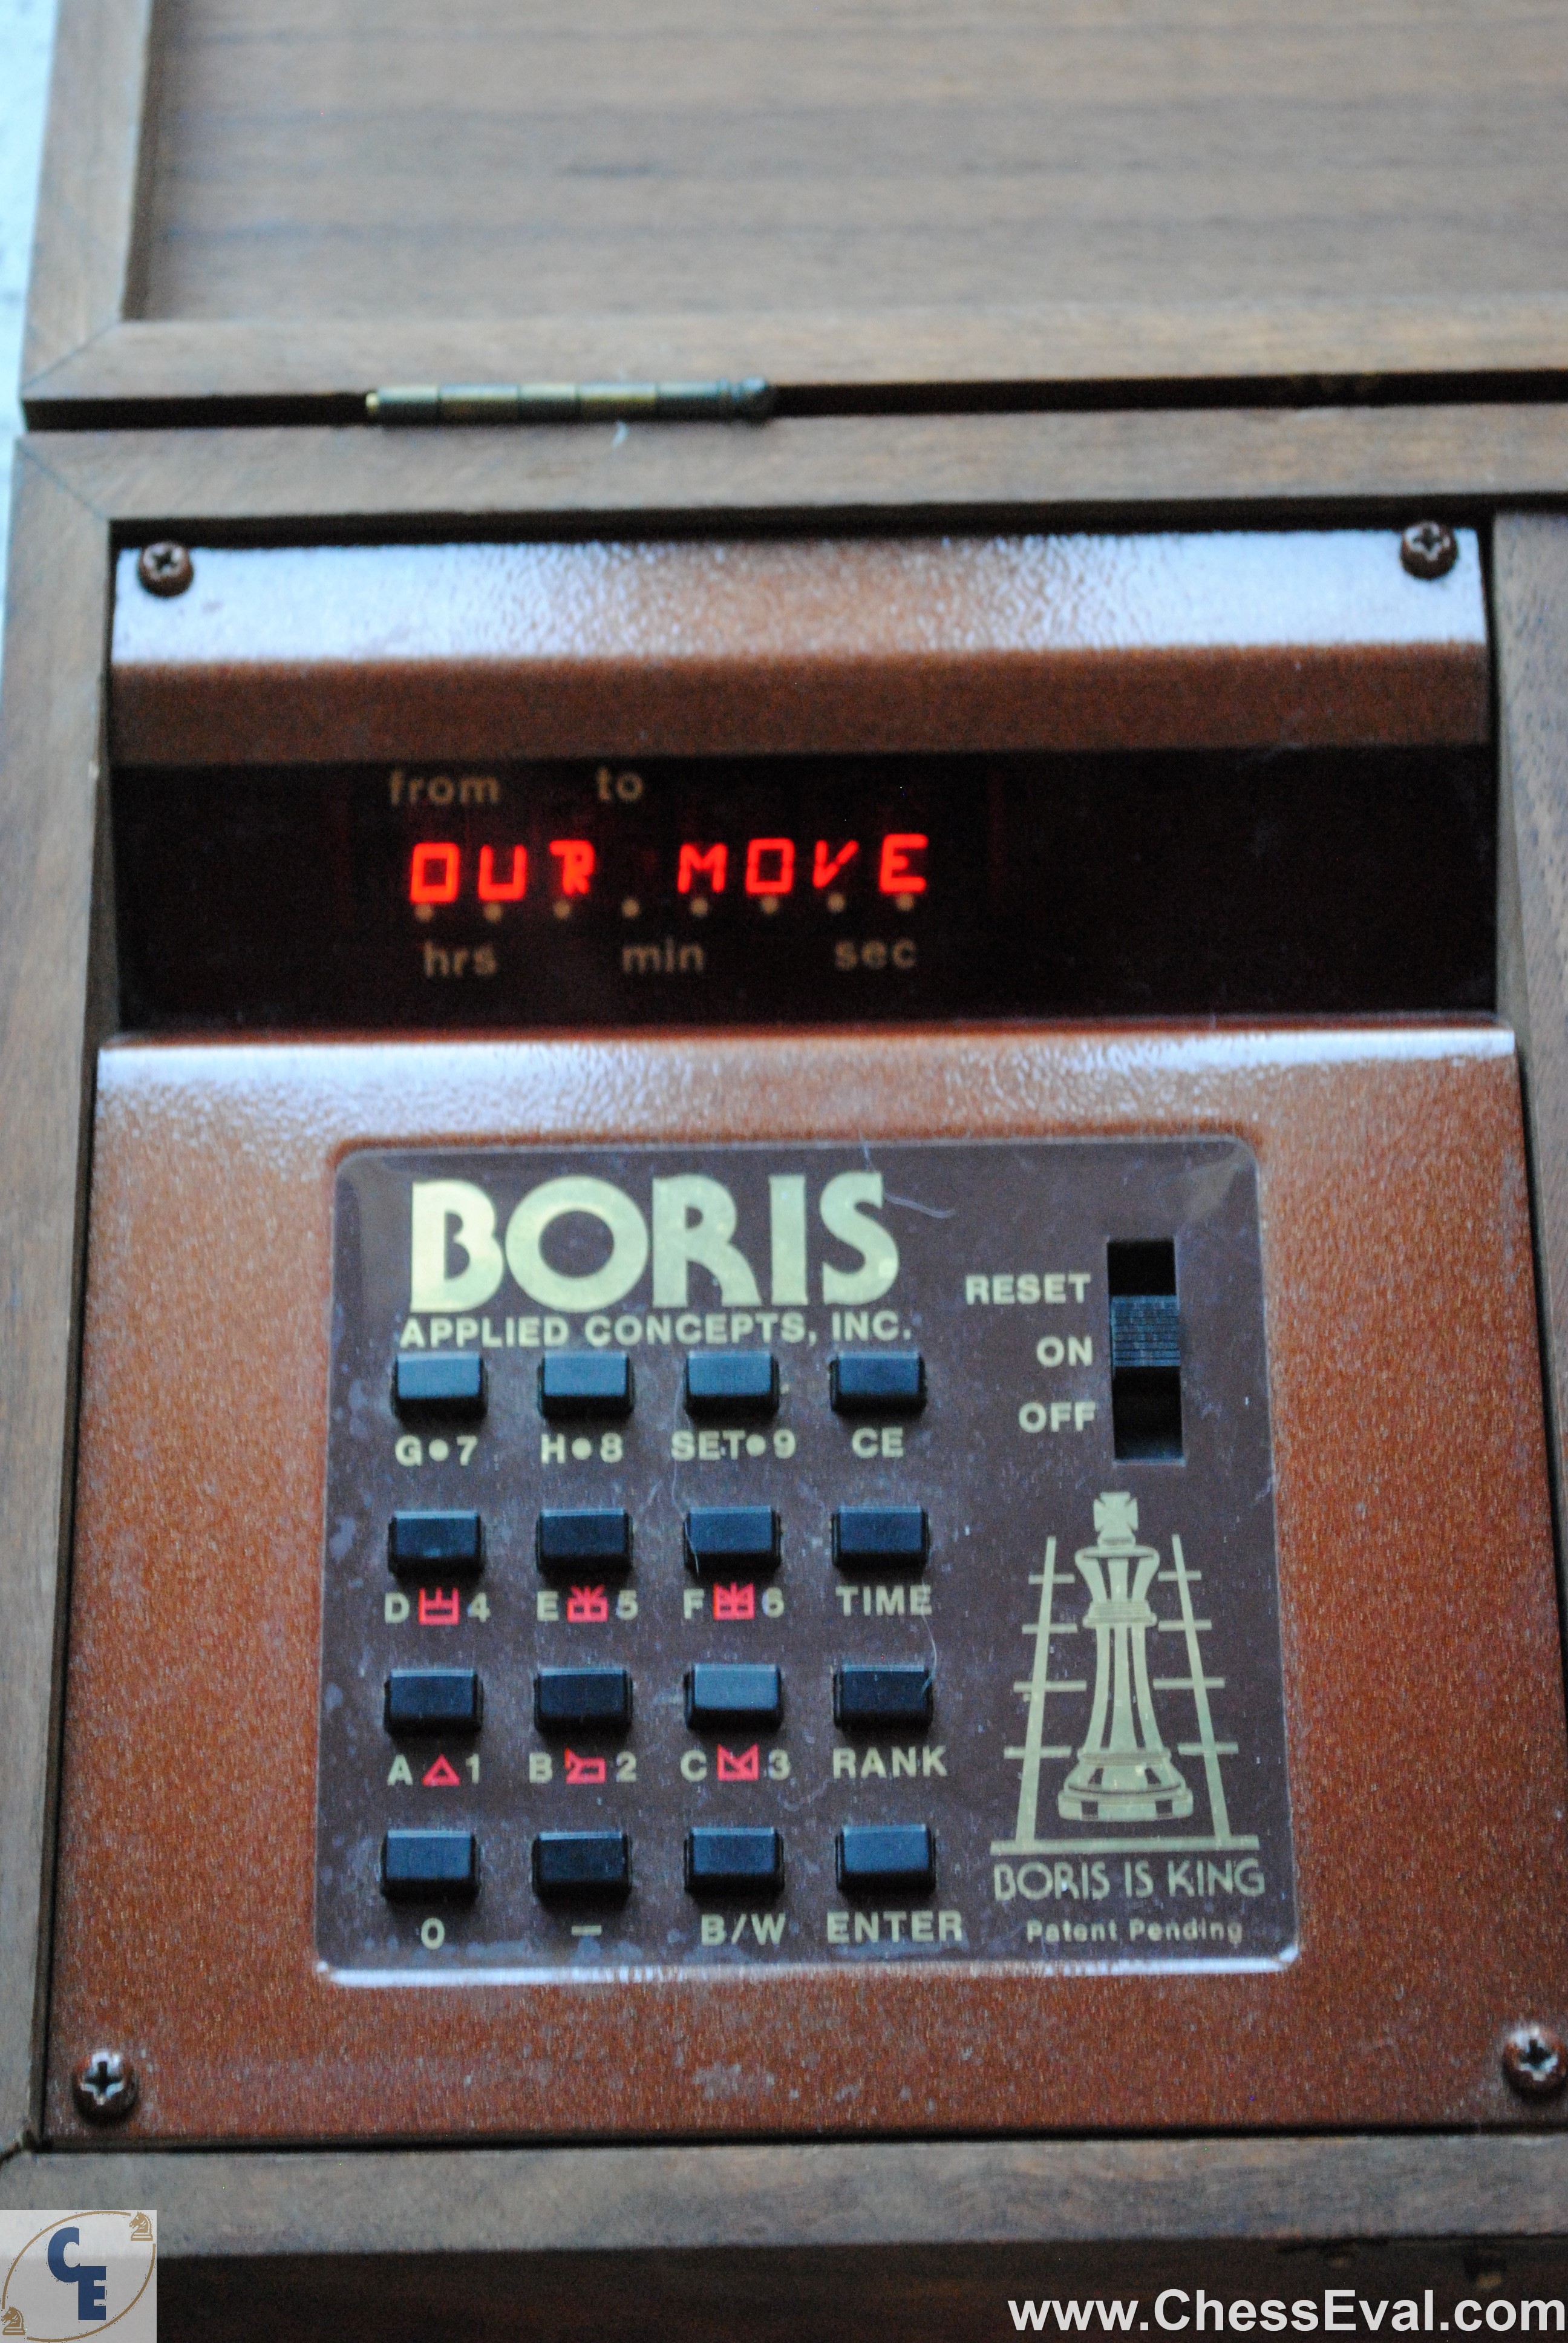 from to
OUR MOVE
hrs min sec
BORIS
APPLIED CONCEPTS, INC.
RESET
ON
OFF
G●7 H●8 SET●9 CE
D 4 E 5 F 6 TIME
A 1 B 2 C 3 RANK
0 — B/W ENTER
BORIS IS KING
Patent Pending
CE
www.ChessEval.com